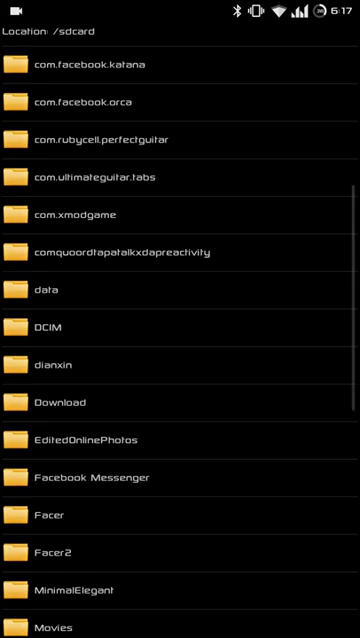 6:17
Location: /sdcard
com.facebook.katana
com.facebook.orca
com.rubycell.perfectguitar
com.ultimateguitar.tabs
com.xmodgame
comquoordtapatalkxdapreactivity
data
DCIM
dianxin
Download
EditedOnlinePhotos
Facebook Messenger
Facer
Facer2
MinimalElegant
Movies